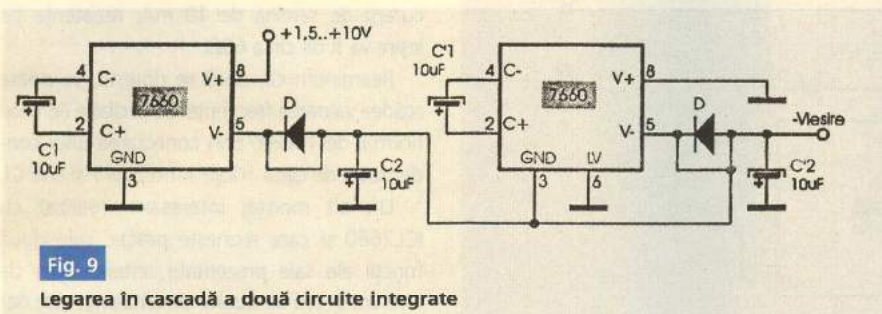 +1,5..+10V
4 C- V+ 8
7660
2 C+ V- 5
GND
3
C1
10uF
D
C2
10uF
C'1
10uF
4 C- V+ 8
7660
2 C+ V- 5
GND LV
3 6
D
-VIesire
C'2
10uF
Fig. 9
Legarea în cascadă a două circuite integrate